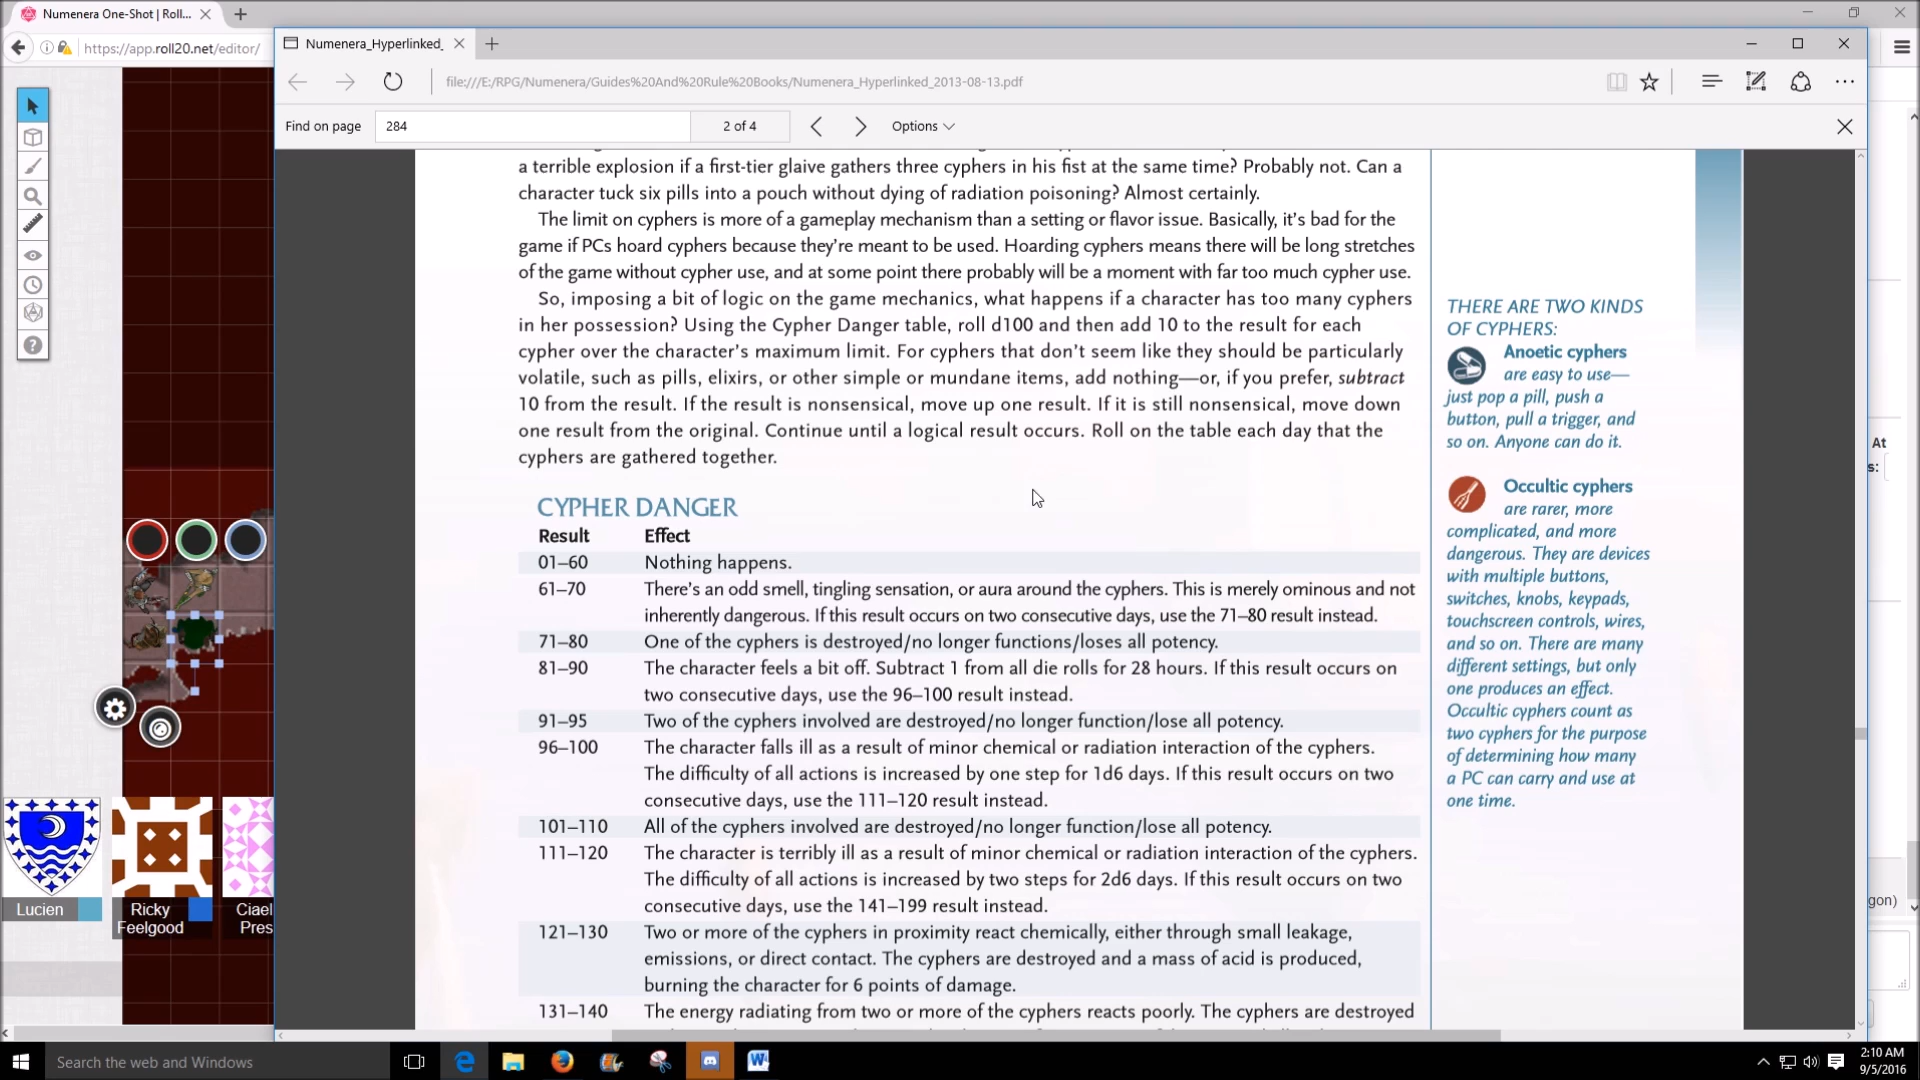 Numenera One-Shot | Roll...
https://app.roll20.net/editor/
Numenera_Hyperlinked_
file:///E:/RPG/Numenera/Guides%20And%20Rule%20Books/Numenera_Hyperlinked_2013-08-13.pdf
Find on page
284
2 of 4
Options
a terrible explosion if a first-tier glaive gathers three cyphers in his fist at the same time? Probably not. Can a
character tuck six pills into a pouch without dying of radiation poisoning? Almost certainly.
The limit on cyphers is more of a gameplay mechanism than a setting or flavor issue. Basically, it's bad for the
game if PCs hoard cyphers because they're meant to be used. Hoarding cyphers means there will be long stretches
of the game without cypher use, and at some point there probably will be a moment with far too much cypher use.
So, imposing a bit of logic on the game mechanics, what happens if a character has too many cyphers
in her possession? Using the Cypher Danger table, roll d100 and then add 10 to the result for each
cypher over the character's maximum limit. For cyphers that don't seem like they should be particularly
volatile, such as pills, elixirs, or other simple or mundane items, add nothing—or, if you prefer, subtract
10 from the result. If the result is nonsensical, move up one result. If it is still nonsensical, move down
one result from the original. Continue until a logical result occurs. Roll on the table each day that the
cyphers are gathered together.
CYPHER DANGER
Result Effect
01–60 Nothing happens.
61–70 There's an odd smell, tingling sensation, or aura around the cyphers. This is merely ominous and not
inherently dangerous. If this result occurs on two consecutive days, use the 71–80 result instead.
71–80 One of the cyphers is destroyed/no longer functions/loses all potency.
81–90 The character feels a bit off. Subtract 1 from all die rolls for 28 hours. If this result occurs on
two consecutive days, use the 96–100 result instead.
91–95 Two of the cyphers involved are destroyed/no longer function/lose all potency.
96–100 The character falls ill as a result of minor chemical or radiation interaction of the cyphers.
The difficulty of all actions is increased by one step for 1d6 days. If this result occurs on two
consecutive days, use the 111–120 result instead.
101–110 All of the cyphers involved are destroyed/no longer function/lose all potency.
111–120 The character is terribly ill as a result of minor chemical or radiation interaction of the cyphers.
The difficulty of all actions is increased by two steps for 2d6 days. If this result occurs on two
consecutive days, use the 141–199 result instead.
121–130 Two or more of the cyphers in proximity react chemically, either through small leakage,
emissions, or direct contact. The cyphers are destroyed and a mass of acid is produced,
burning the character for 6 points of damage.
131–140 The energy radiating from two or more of the cyphers reacts poorly. The cyphers are destroyed
THERE ARE TWO KINDS
OF CYPHERS:
Anoetic cyphers
are easy to use—
just pop a pill, push a
button, pull a trigger, and
so on. Anyone can do it.
Occultic cyphers
are rarer, more
complicated, and more
dangerous. They are devices
with multiple buttons,
switches, knobs, keypads,
touchscreen controls, wires,
and so on. There are many
different settings, but only
one produces an effect.
Occultic cyphers count as
two cyphers for the purpose
of determining how many
a PC can carry and use at
one time.
At
s:
gon)
Lucien
Ricky
Feelgood
Ciael
Pres
Search the web and Windows
2:10 AM
9/5/2016